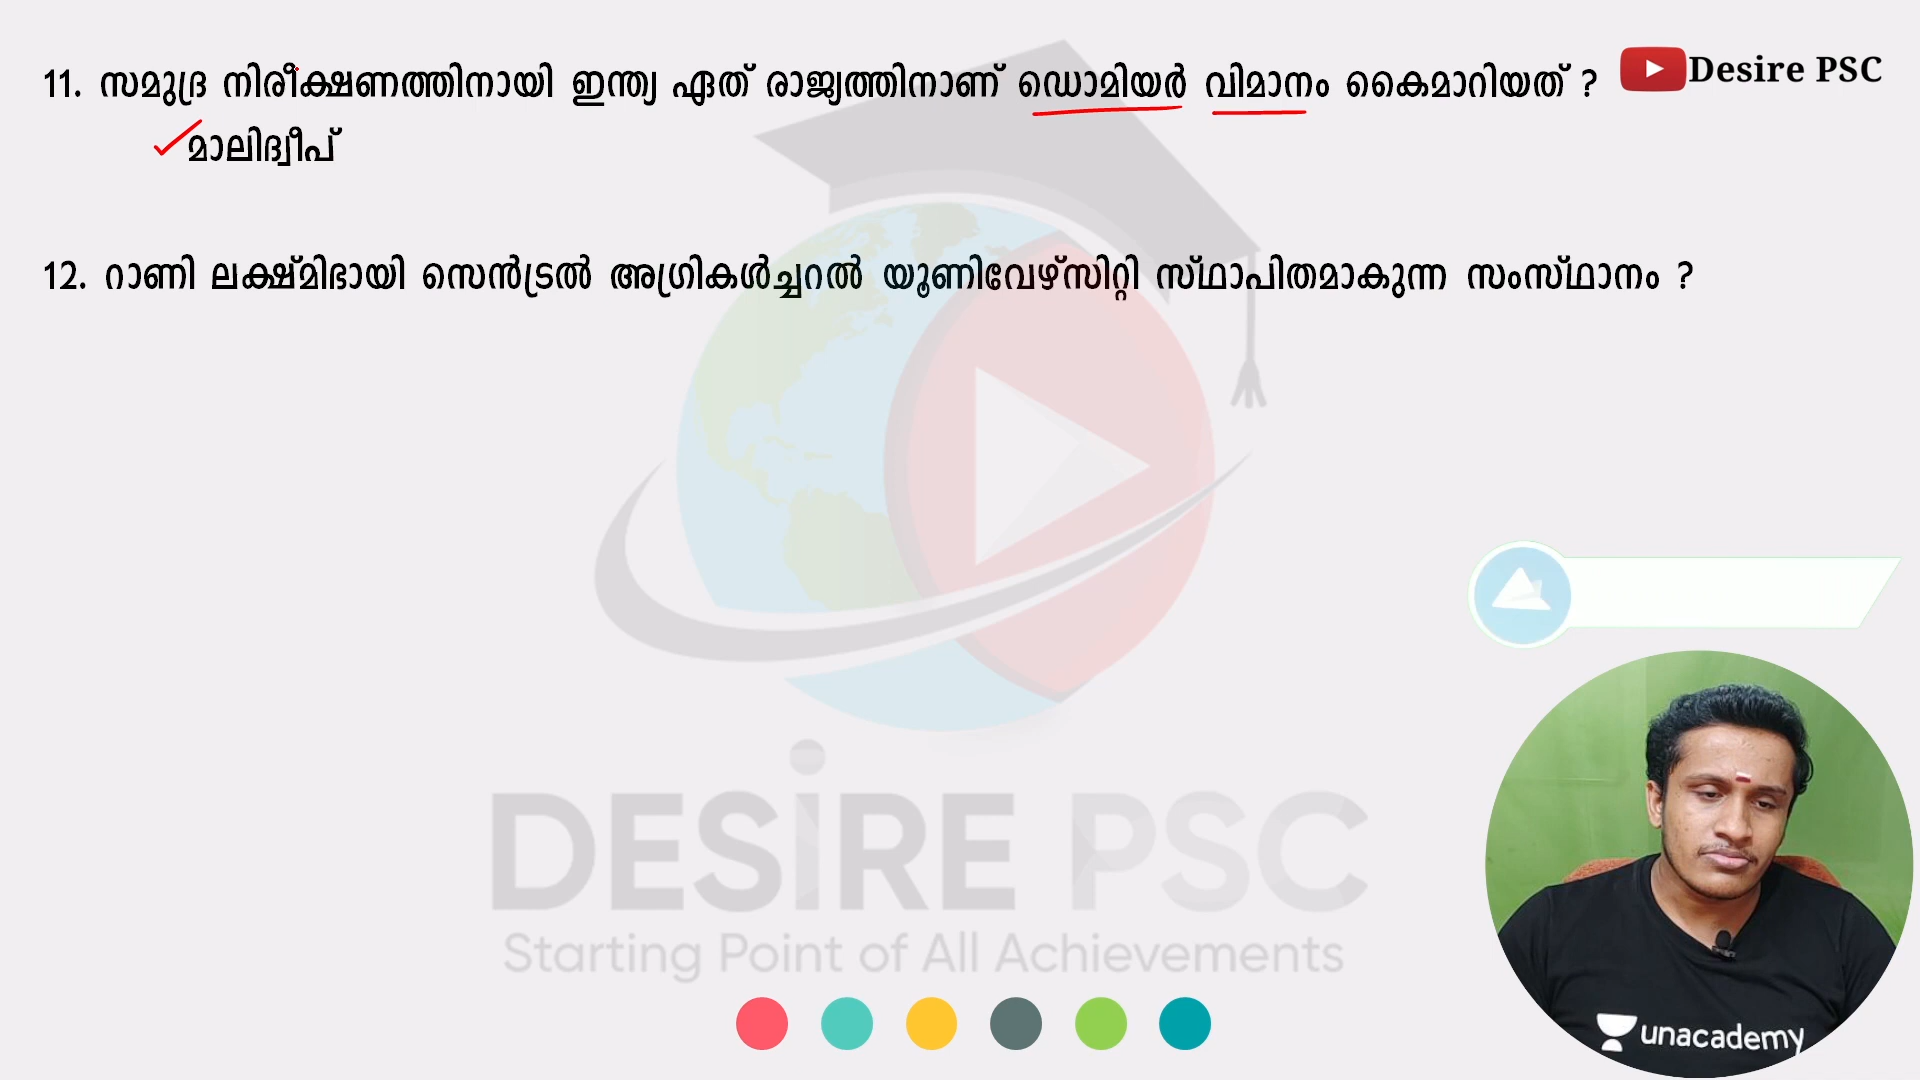 11. സമുദ്ര നിരീക്ഷണത്തിനായി ഇന്ത്യ ഏത് രാജ്യത്തിനാണ് ഡൊമിയർ വിമാനം കൈമാറിയത് ?
മാലിദ്വീപ്
Desire PSC
12. റാണി ലക്ഷ്മിഭായി സെൻട്രൽ അഗ്രികൾച്ചറൽ യൂണിവേഴ്സിറ്റി സ്ഥാപിതമാകുന്ന സംസ്ഥാനം ?
DESiRE PSC
Starting Point of All Achievements
unacademy